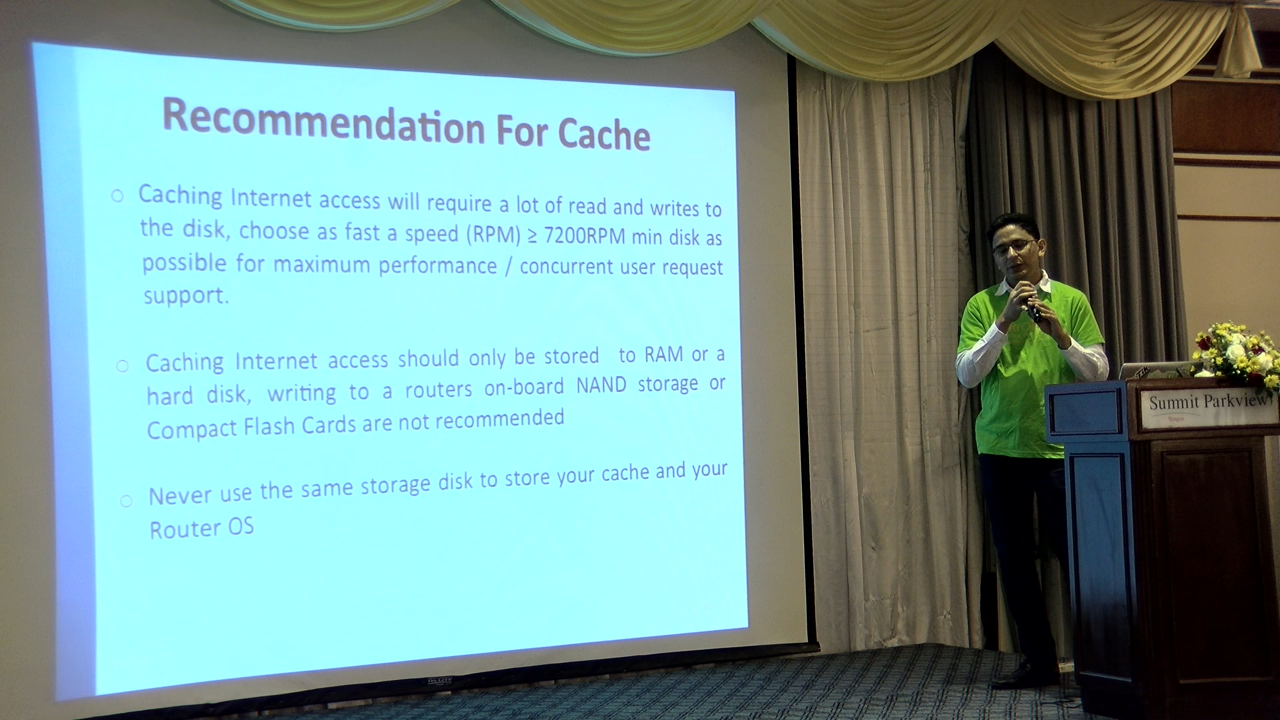 Recommendation For Cache
○ Caching Internet access will require a lot of read and writes to
the disk, choose as fast a speed (RPM) ≥ 7200RPM min disk as
possible for maximum performance / concurrent user request
support.
○ Caching Internet access should only be stored to RAM or a
hard disk, writing to a routers on-board NAND storage or
Compact Flash Cards are not recommended
○ Never use the same storage disk to store your cache and your
Router OS
Summit Parkview